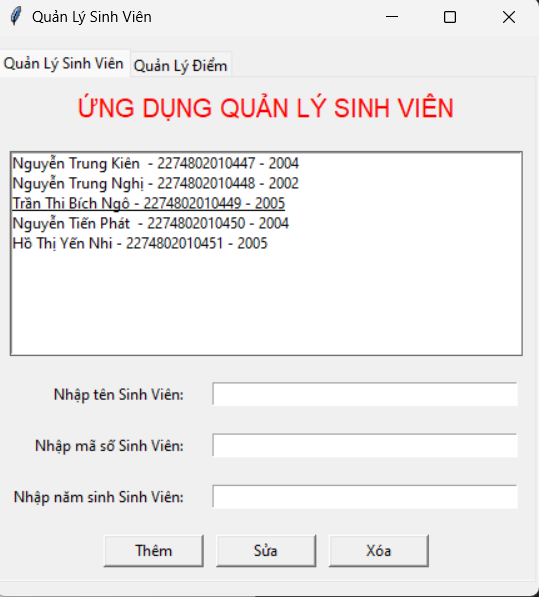 Quản Lý Sinh Viên
Quản Lý Sinh Viên Quản Lý Điểm
ỨNG DỤNG QUẢN LÝ SINH VIÊN
Nguyễn Trung Kiên - 2274802010447 - 2004
Nguyễn Trung Nghị - 2274802010448 - 2002
Trần Thi Bích Ngô - 2274802010449 - 2005
Nguyễn Tiến Phát - 2274802010450 - 2004
Hồ Thị Yến Nhi - 2274802010451 - 2005
Nhập tên Sinh Viên:
Nhập mã số Sinh Viên:
Nhập năm sinh Sinh Viên:
Thêm Sửa Xóa